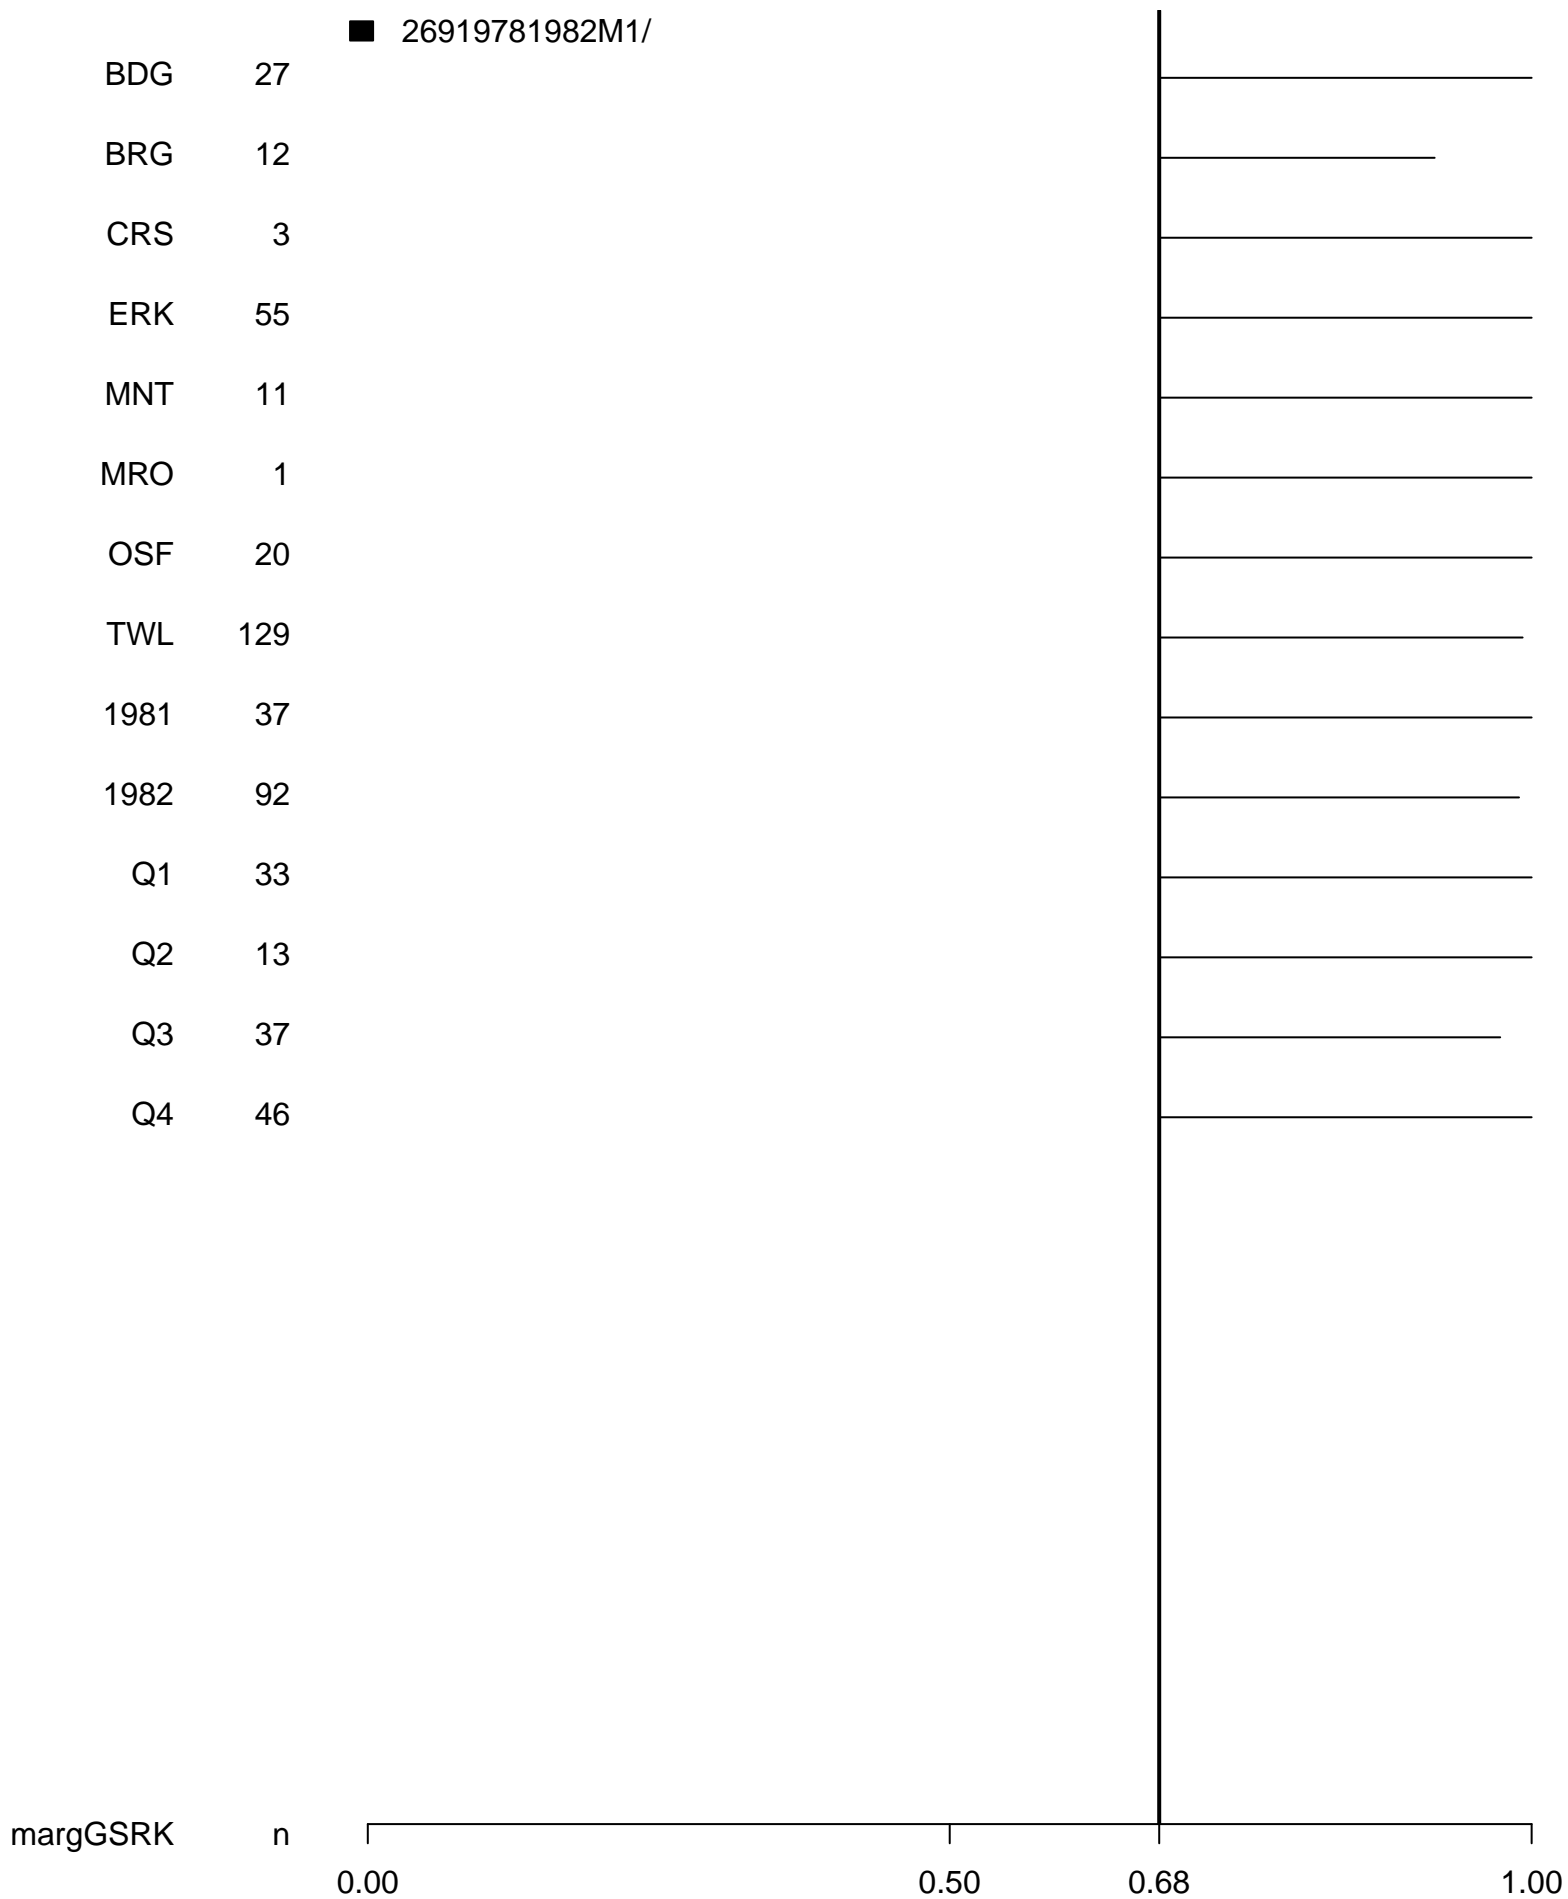 26919781982M1/
BDG 27
BRG 12
CRS 3
ERK 55
MNT 11
MRO 1
OSF 20
TWL 129
1981 37
1982 92
Q1 33
Q2 13
Q3 37
Q4 46
margGSRK n
0.00 0.50 0.68 1.00